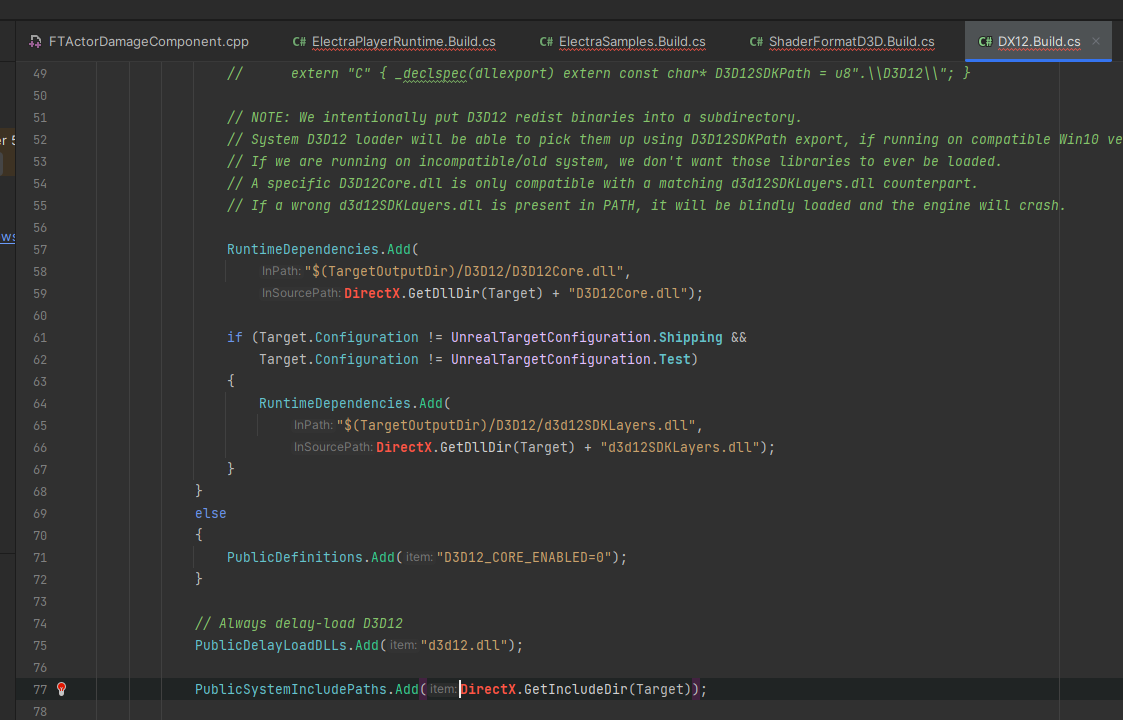 FTActorDamageComponent.cpp C# ElectraPlayerRuntime.Build.cs C# ElectraSamples.Build.cs C# ShaderFormatD3D.Build.cs C# DX12.Build.cs ×
49 // extern "C" { _declspec(dllexport) extern const char* D3D12SDKPath = u8".\\D3D12\\"; }
50
51 // NOTE: We intentionally put D3D12 redist binaries into a subdirectory.
er 5
52 // System D3D12 loader will be able to pick them up using D3D12SDKPath export, if running on compatible Win10 ve
53 // If we are running on incompatible/old system, we don't want those libraries to ever be loaded.
54 // A specific D3D12Core.dll is only compatible with a matching d3d12SDKLayers.dll counterpart.
55 // If a wrong d3d12SDKLayers.dll is present in PATH, it will be blindly loaded and the engine will crash.
56
ws
57 RuntimeDependencies.Add(
58 InPath: "$(TargetOutputDir)/D3D12/D3D12Core.dll",
59 InSourcePath: DirectX.GetDllDir(Target) + "D3D12Core.dll");
60
61 if (Target.Configuration != UnrealTargetConfiguration.Shipping &&
62 Target.Configuration != UnrealTargetConfiguration.Test)
63 {
64 RuntimeDependencies.Add(
65 InPath: "$(TargetOutputDir)/D3D12/d3d12SDKLayers.dll",
66 InSourcePath: DirectX.GetDllDir(Target) + "d3d12SDKLayers.dll");
67 }
68 }
69 else
70 {
71 PublicDefinitions.Add( item: "D3D12_CORE_ENABLED=0");
72 }
73
74 // Always delay-load D3D12
75 PublicDelayLoadDLLs.Add( item: "d3d12.dll");
76
77 PublicSystemIncludePaths.Add( item: DirectX.GetIncludeDir(Target));
78